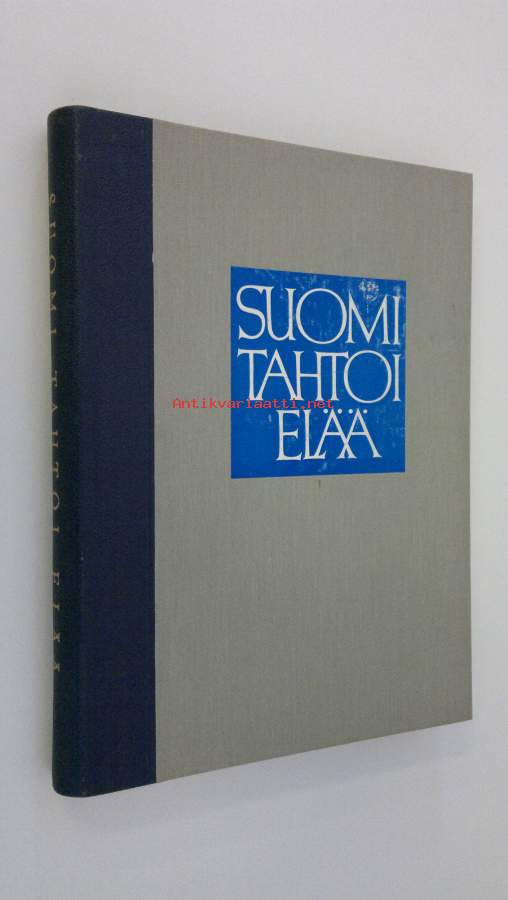 SUOMI TAHTOI ELÄÄ
SUOMI
TAHTOI
ELÄÄ
Antikvariaatti.net